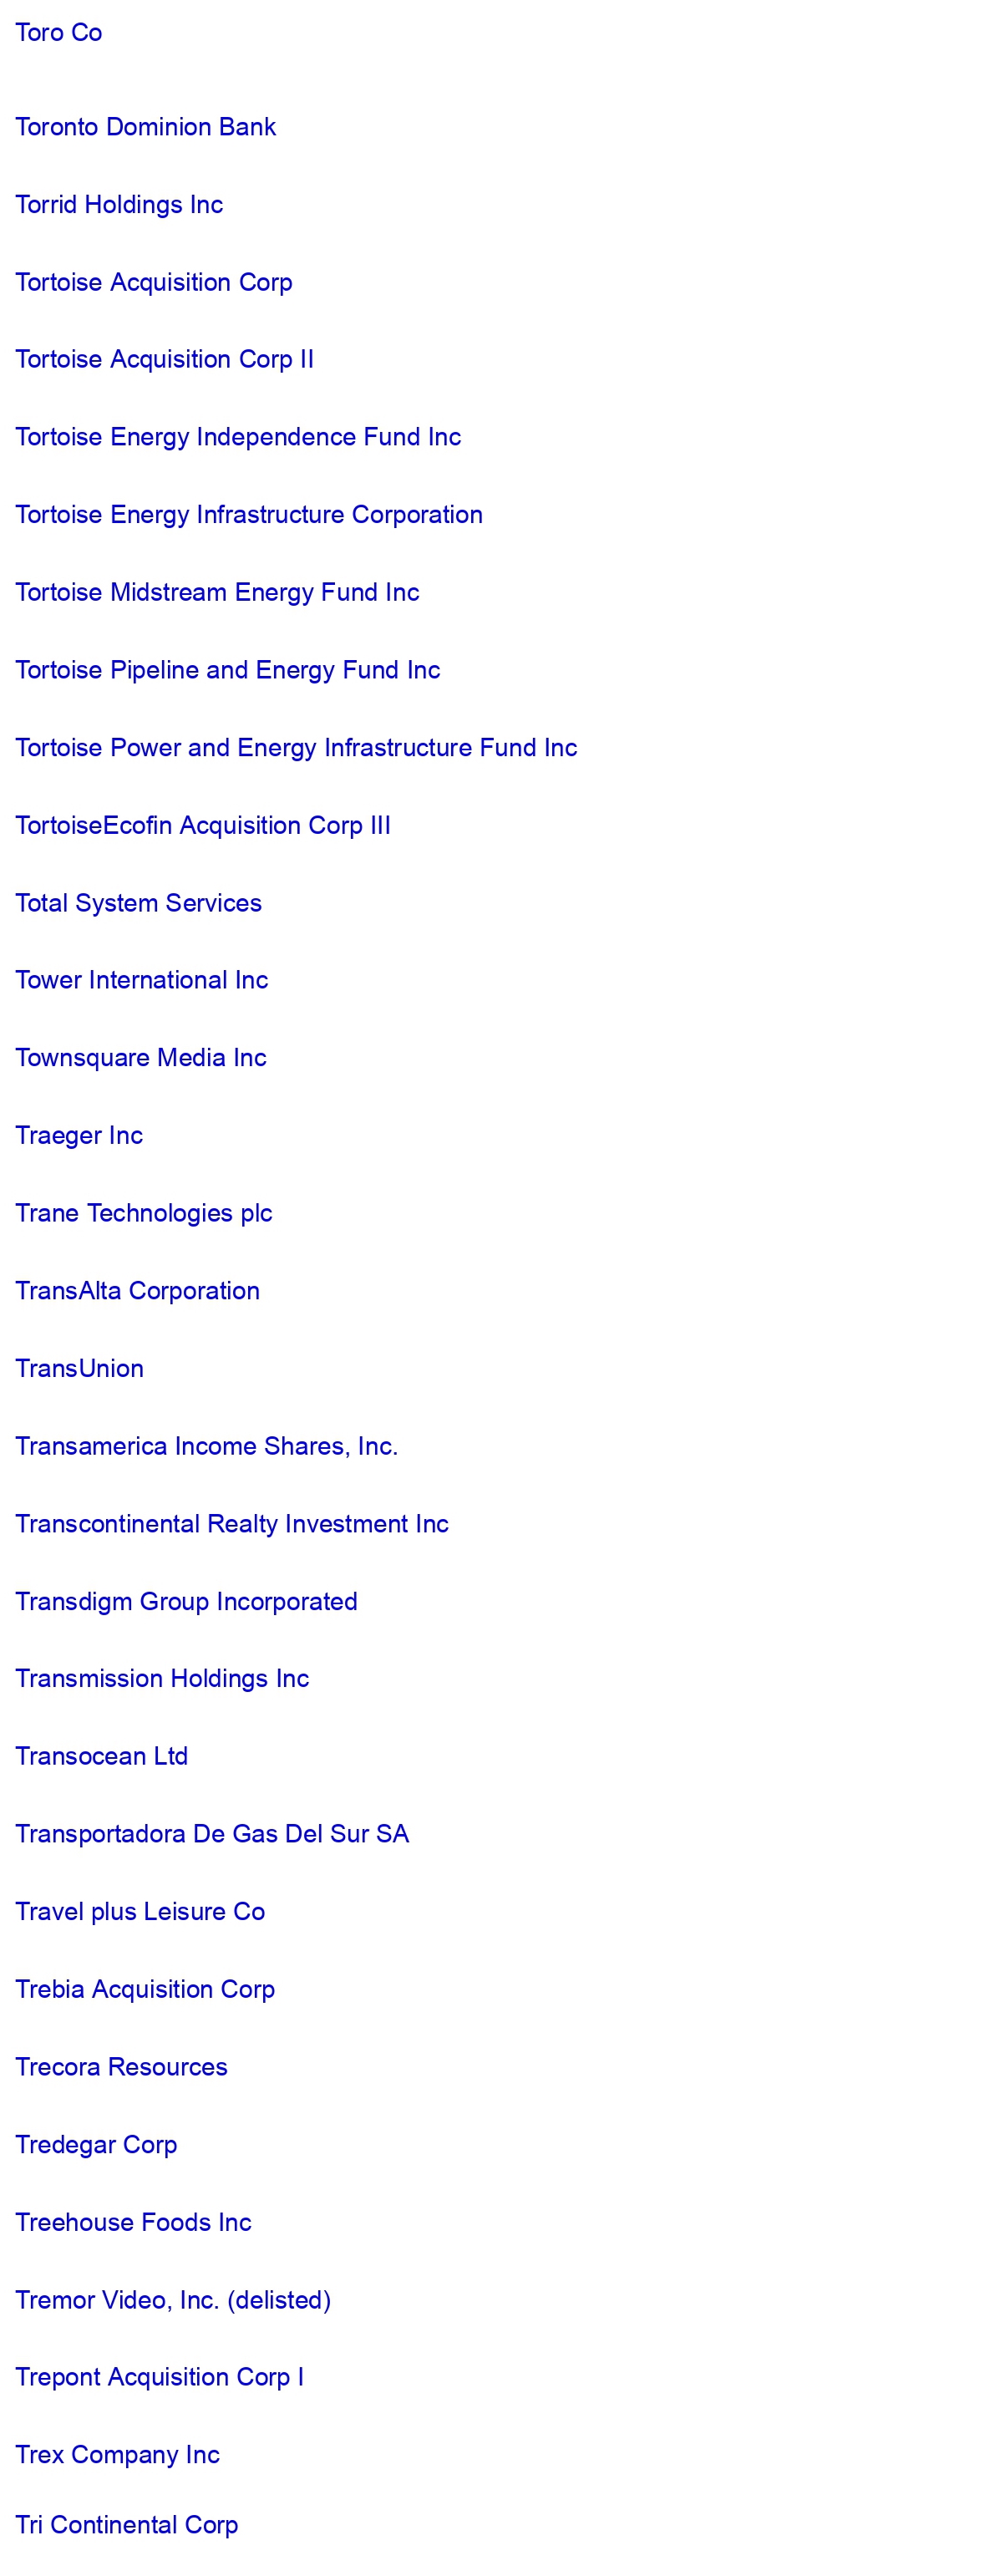 Toro Co
Toronto Dominion Bank
Torrid Holdings Inc
Tortoise Acquisition Corp
Tortoise Acquisition Corp II
Tortoise Energy Independence Fund Inc
Tortoise Energy Infrastructure Corporation
Tortoise Midstream Energy Fund Inc
Tortoise Pipeline and Energy Fund Inc
Tortoise Power and Energy Infrastructure Fund Inc
TortoiseEcofin Acquisition Corp III
Total System Services
Tower International Inc
Townsquare Media Inc
Traeger Inc
Trane Technologies plc
TransAlta Corporation
TransUnion
Transamerica Income Shares, Inc.
Transcontinental Realty Investment Inc
Transdigm Group Incorporated
Transmission Holdings Inc
Transocean Ltd
Transportadora De Gas Del Sur SA
Travel plus Leisure Co
Trebia Acquisition Corp
Trecora Resources
Tredegar Corp
Treehouse Foods Inc
Tremor Video, Inc. (delisted)
Trepont Acquisition Corp I
Trex Company Inc
Tri Continental Corp